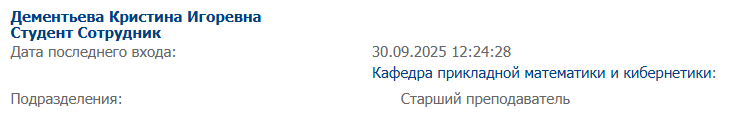 Дементьева Кристина Игоревна
Студент Сотрудник
Дата последнего входа: 30.09.2025 12:24:28
Кафедра прикладной математики и кибернетики:
Подразделения: Старший преподаватель